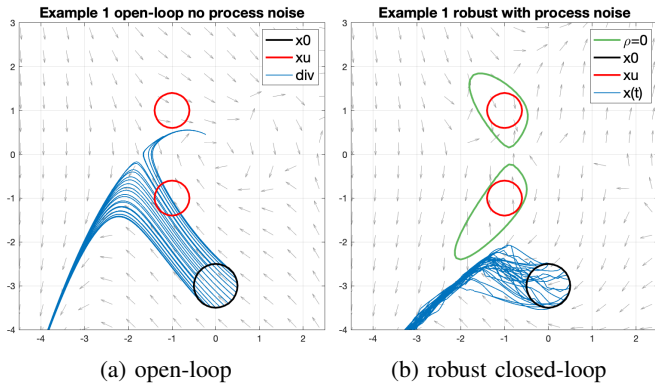 Example 1 open-loop no process noise
3
2
1
0
-1
-2
-3
-4
-4
-3
-2
-1
0
1
2
x0
xu
div
(a) open-loop
Example 1 robust with process noise
3
2
1
0
-1
-2
-3
-4
-4
-3
-2
-1
0
1
2
ρ=0
x0
xu
x(t)
(b) robust closed-loop